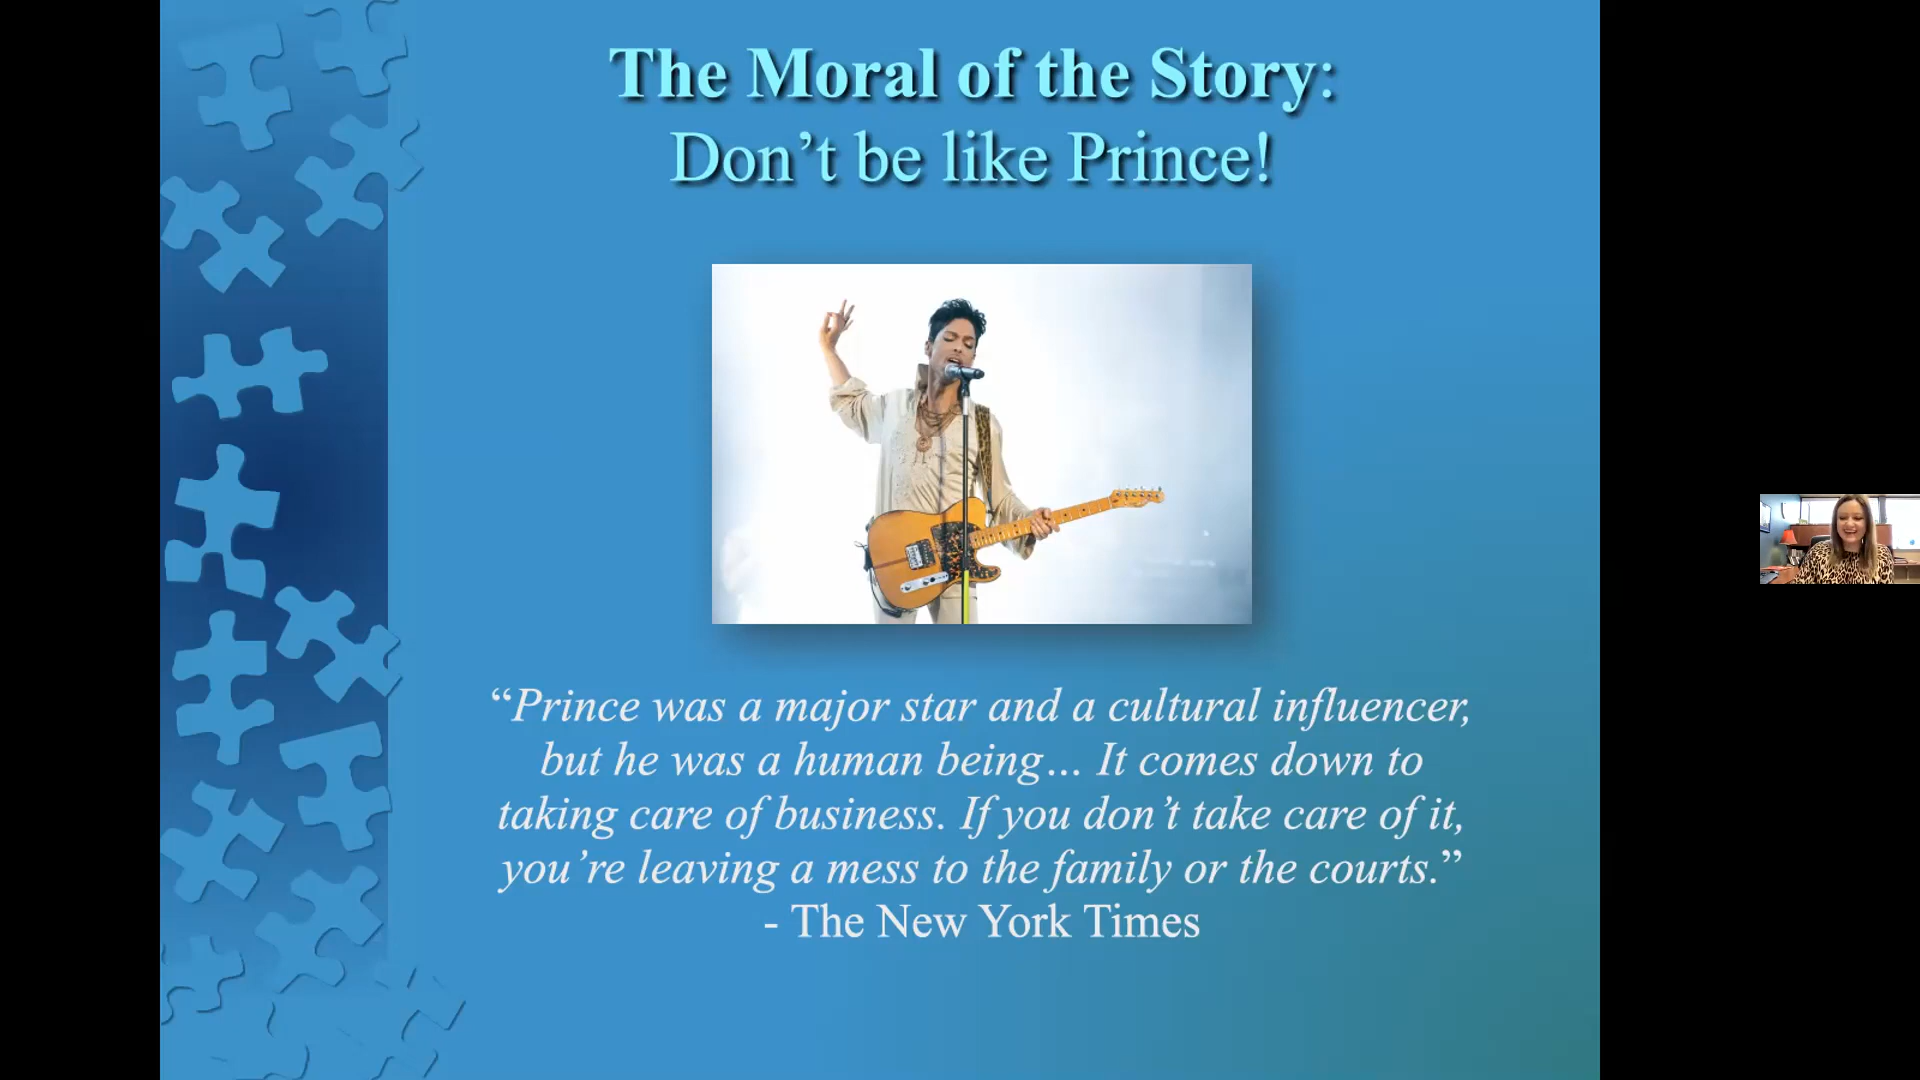 The Moral of the Story:
Don’t be like Prince!
“Prince was a major star and a cultural influencer,
but he was a human being… It comes down to
taking care of business. If you don’t take care of it,
you’re leaving a mess to the family or the courts.”
- The New York Times